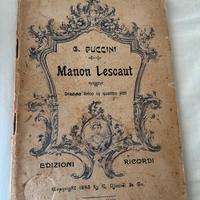 G. PUCCINI
Manon Lescaut
Dramma lirico in quattro atti
EDIZIONI RICORDI
Copyright 1893 by G. Ricordi & Co.